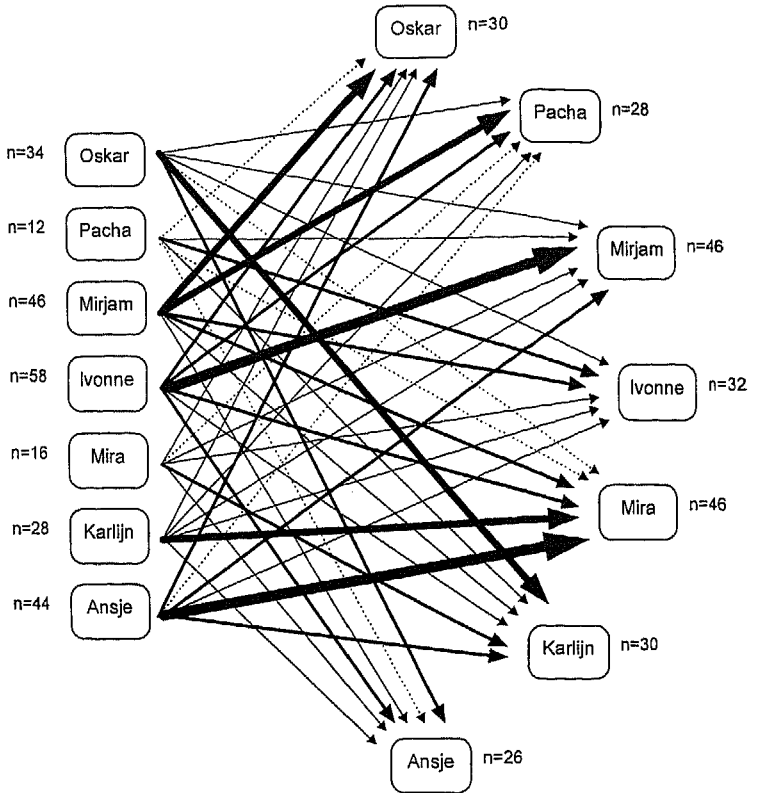 Oskar n=30
Pacha n=28
n=34 Oskar
n=12 Pacha
Mirjam n=46
n=46 Mirjam
n=58 Ivonne
Ivonne n=32
n=16 Mira
Mira n=46
n=28 Karlijn
n=44 Ansje
Karlijn n=30
Ansje n=26